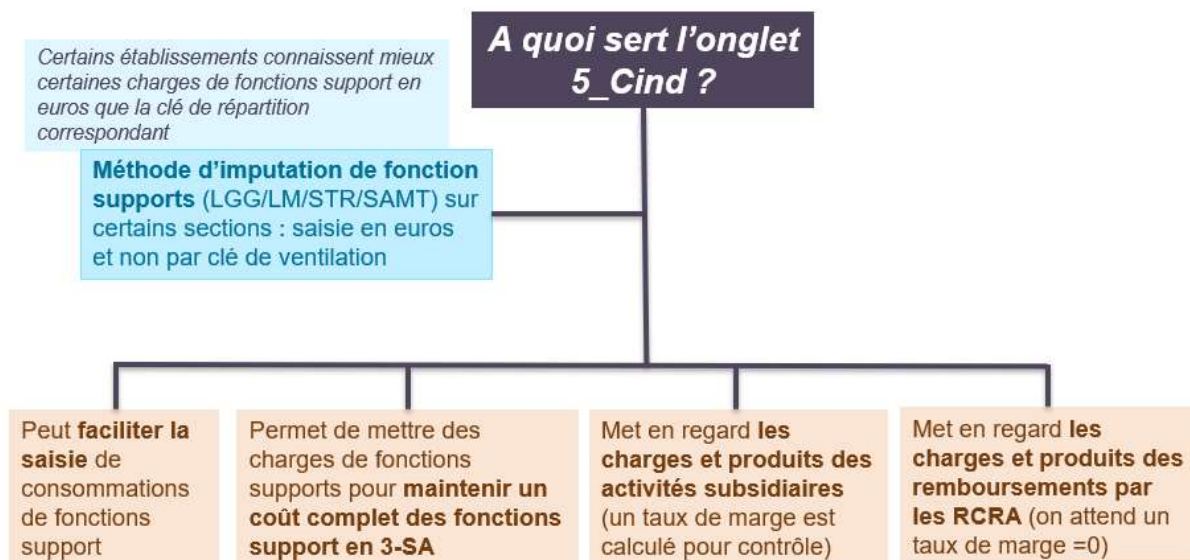 A quoi sert l'onglet
5_Cind ?
Certains établissements connaissent mieux
certaines charges de fonctions support en
euros que la clé de répartition
correspondant
Méthode d'imputation de fonction
supports (LGG/LM/STR/SAMT) sur
certains sections : saisie en euros
et non par clé de ventilation
Peut faciliter la
saisie de
consommations
de fonctions
support
Permet de mettre des
charges de fonctions
supports pour maintenir un
coût complet des fonctions
support en 3-SA
Met en regard les
charges et produits des
activités subsidiaires
(un taux de marge est
calculé pour contrôle)
Met en regard les
charges et produits des
remboursements par
les RCRA (on attend un
taux de marge =0)